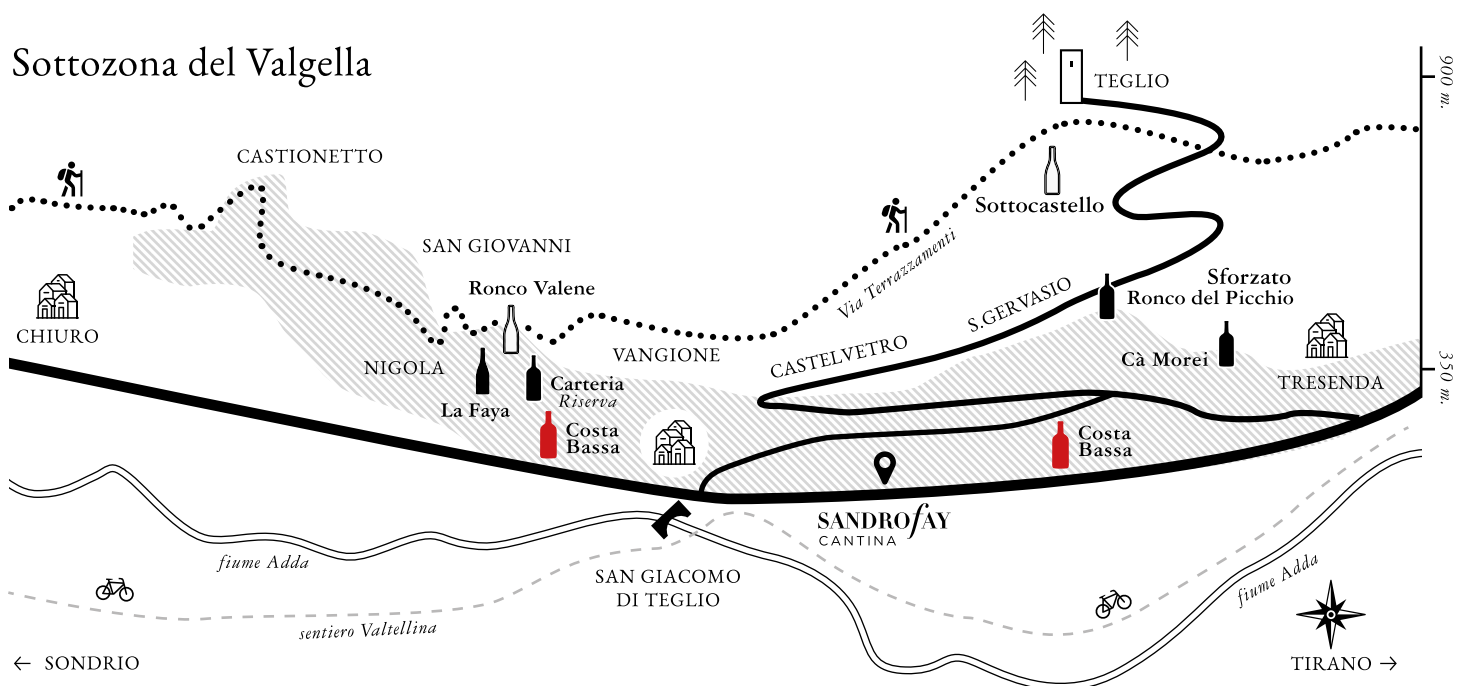 Sottozona del Valgella
TEGLIO
900 m.
CASTIONETTO
Sottocastello
SAN GIOVANNI
Via Terrazzamenti
Ronco Valene
S.GERVASIO
Sforzato
Ronco del Picchio
CHIURO
NIGOLA
VANGIONE
CASTELVETRO
Cà Morei
TRESENDA
350 m.
La Faya
Carteria
Riserva
Costa
Bassa
Costa
Bassa
SANDROFAY
CANTINA
fiume Adda
SAN GIACOMO
DI TEGLIO
fiume Adda
sentiero Valtellina
← SONDRIO
TIRANO →